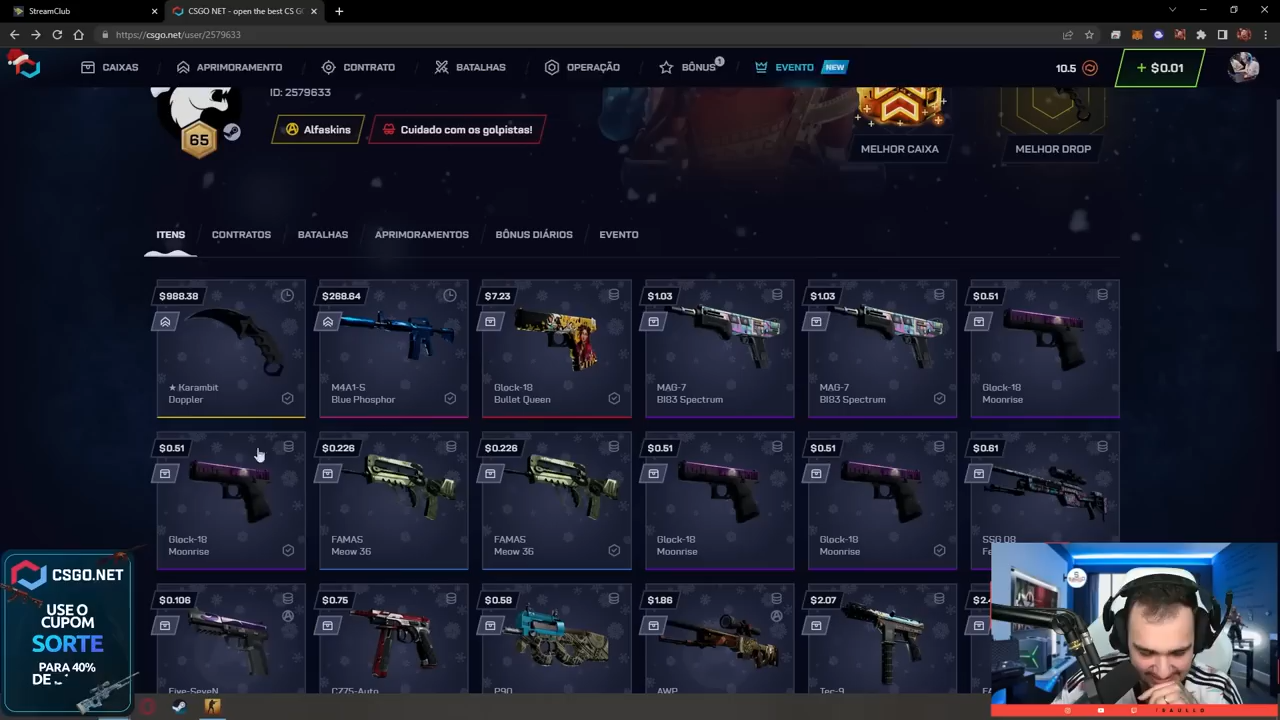 StreamClub
CSGO NET - open the best CS G
https://csgo.net/user/2579633
CAIXAS
APRIMORAMENTO
CONTRATO
BATALHAS
OPERAÇÃO
BÔNUS 1
EVENTO NEW
10.5
+ $0.01
ID: 2579633
65
Alfaskins
Cuidado com os golpistas!
MELHOR CAIXA
MELHOR DROP
ITENS
CONTRATOS
BATALHAS
APRIMORAMENTOS
BÔNUS DIÁRIOS
EVENTO
$988.38
★ Karambit
Doppler
$268.64
M4A1-S
Blue Phosphor
$7.23
Glock-18
Bullet Queen
$1.03
MAG-7
BI83 Spectrum
$1.03
MAG-7
BI83 Spectrum
$0.51
Glock-18
Moonrise
$0.51
Glock-18
Moonrise
$0.226
FAMAS
Meow 36
$0.226
FAMAS
Meow 36
$0.51
Glock-18
Moonrise
$0.51
Glock-18
Moonrise
$0.61
SSG 08
$0.106
Five-SeveN
$0.75
CZ75-Auto
$0.58
P90
$1.86
AWP
$2.07
Tec-9
CSGO.NET
USE O
CUPOM
SORTE
PARA 40%
DE